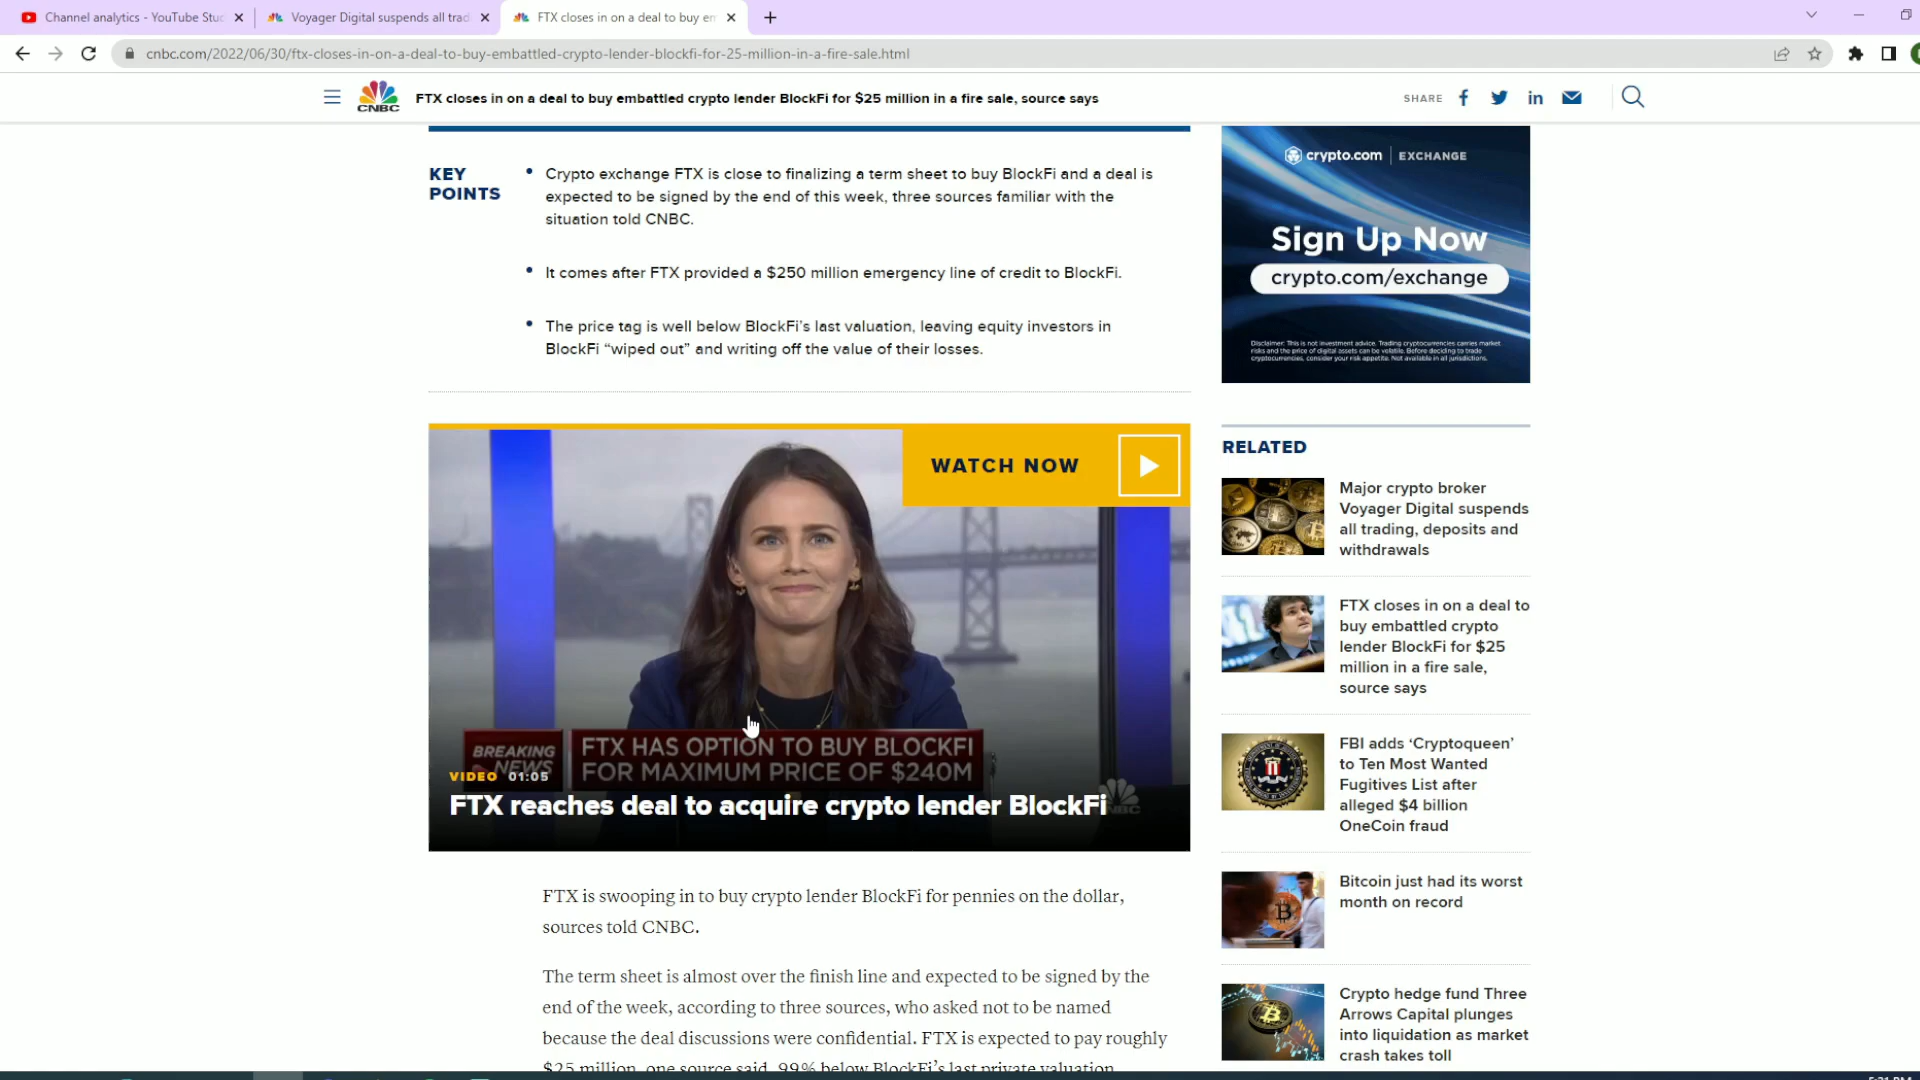 Channel analytics - YouTube Stu
Voyager Digital suspends all trad
FTX closes in on a deal to buy em
cnbc.com/2022/06/30/ftx-closes-in-on-a-deal-to-buy-embattled-crypto-lender-blockfi-for-25-million-in-a-fire-sale.html
CNBC
FTX closes in on a deal to buy embattled crypto lender BlockFi for $25 million in a fire sale, source says
SHARE
KEY
POINTS
Crypto exchange FTX is close to finalizing a term sheet to buy BlockFi and a deal is
expected to be signed by the end of this week, three sources familiar with the
situation told CNBC.
It comes after FTX provided a $250 million emergency line of credit to BlockFi.
The price tag is well below BlockFi's last valuation, leaving equity investors in
BlockFi “wiped out” and writing off the value of their losses.
crypto.com | EXCHANGE
Sign Up Now
crypto.com/exchange
Disclaimer: This is not investment advice. Trading cryptocurrencies carries market
risks and the price of digital assets can be volatile. Before deciding to trade
cryptocurrencies, consider your risk appetite. Not available in all jurisdictions.
WATCH NOW
BREAKING
NEWS
FTX HAS OPTION TO BUY BLOCKFI
FOR MAXIMUM PRICE OF $240M
VIDEO 01:05
FTX reaches deal to acquire crypto lender BlockFi
CNBC
FTX is swooping in to buy crypto lender BlockFi for pennies on the dollar,
sources told CNBC.
The term sheet is almost over the finish line and expected to be signed by the
end of the week, according to three sources, who asked not to be named
because the deal discussions were confidential. FTX is expected to pay roughly
$25 million, one source said, 99% below BlockFi's last private valuation.
RELATED
Major crypto broker
Voyager Digital suspends
all trading, deposits and
withdrawals
FTX closes in on a deal to
buy embattled crypto
lender BlockFi for $25
million in a fire sale,
source says
FBI adds ‘Cryptoqueen’
to Ten Most Wanted
Fugitives List after
alleged $4 billion
OneCoin fraud
Bitcoin just had its worst
month on record
Crypto hedge fund Three
Arrows Capital plunges
into liquidation as market
crash takes toll
5:31 PM